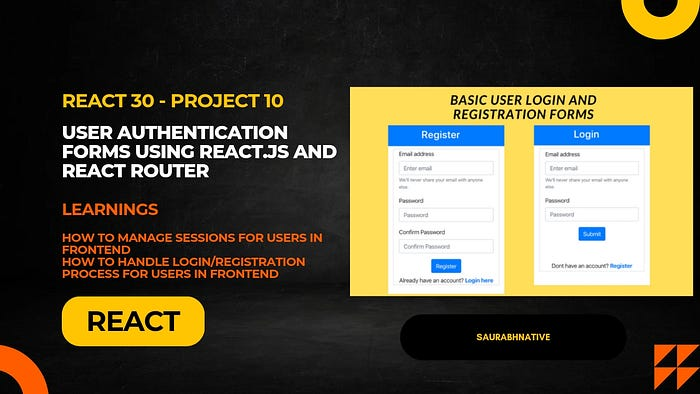 REACT 30 - PROJECT 10
USER AUTHENTICATION
FORMS USING REACT.JS AND
REACT ROUTER
LEARNINGS
HOW TO MANAGE SESSIONS FOR USERS IN
FRONTEND
HOW TO HANDLE LOGIN/REGISTRATION
PROCESS FOR USERS IN FRONTEND
REACT
BASIC USER LOGIN AND
REGISTRATION FORMS
Register
Email address
Enter email
We'll never share your email with anyone
else.
Password
Password
Confirm Password
Confirm Password
Register
Already have an account? Login here
Login
Email address
Enter email
We'll never share your email with anyone
else.
Password
Password
Submit
Dont have an account? Register
SAURABHNATIVE